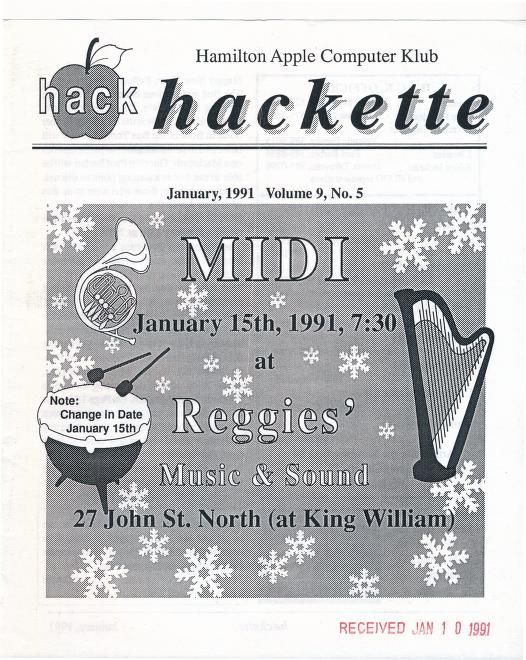 Hamilton Apple Computer Klub
hack
hackette
January, 1991 Volume 9, No. 5
MIDI
January 15th, 1991, 7:30
at
Note:
Change in Date
January 15th
Reggies'
Music & Sound
27 John St. North (at King William)
RECEIVED JAN 1 0 1991